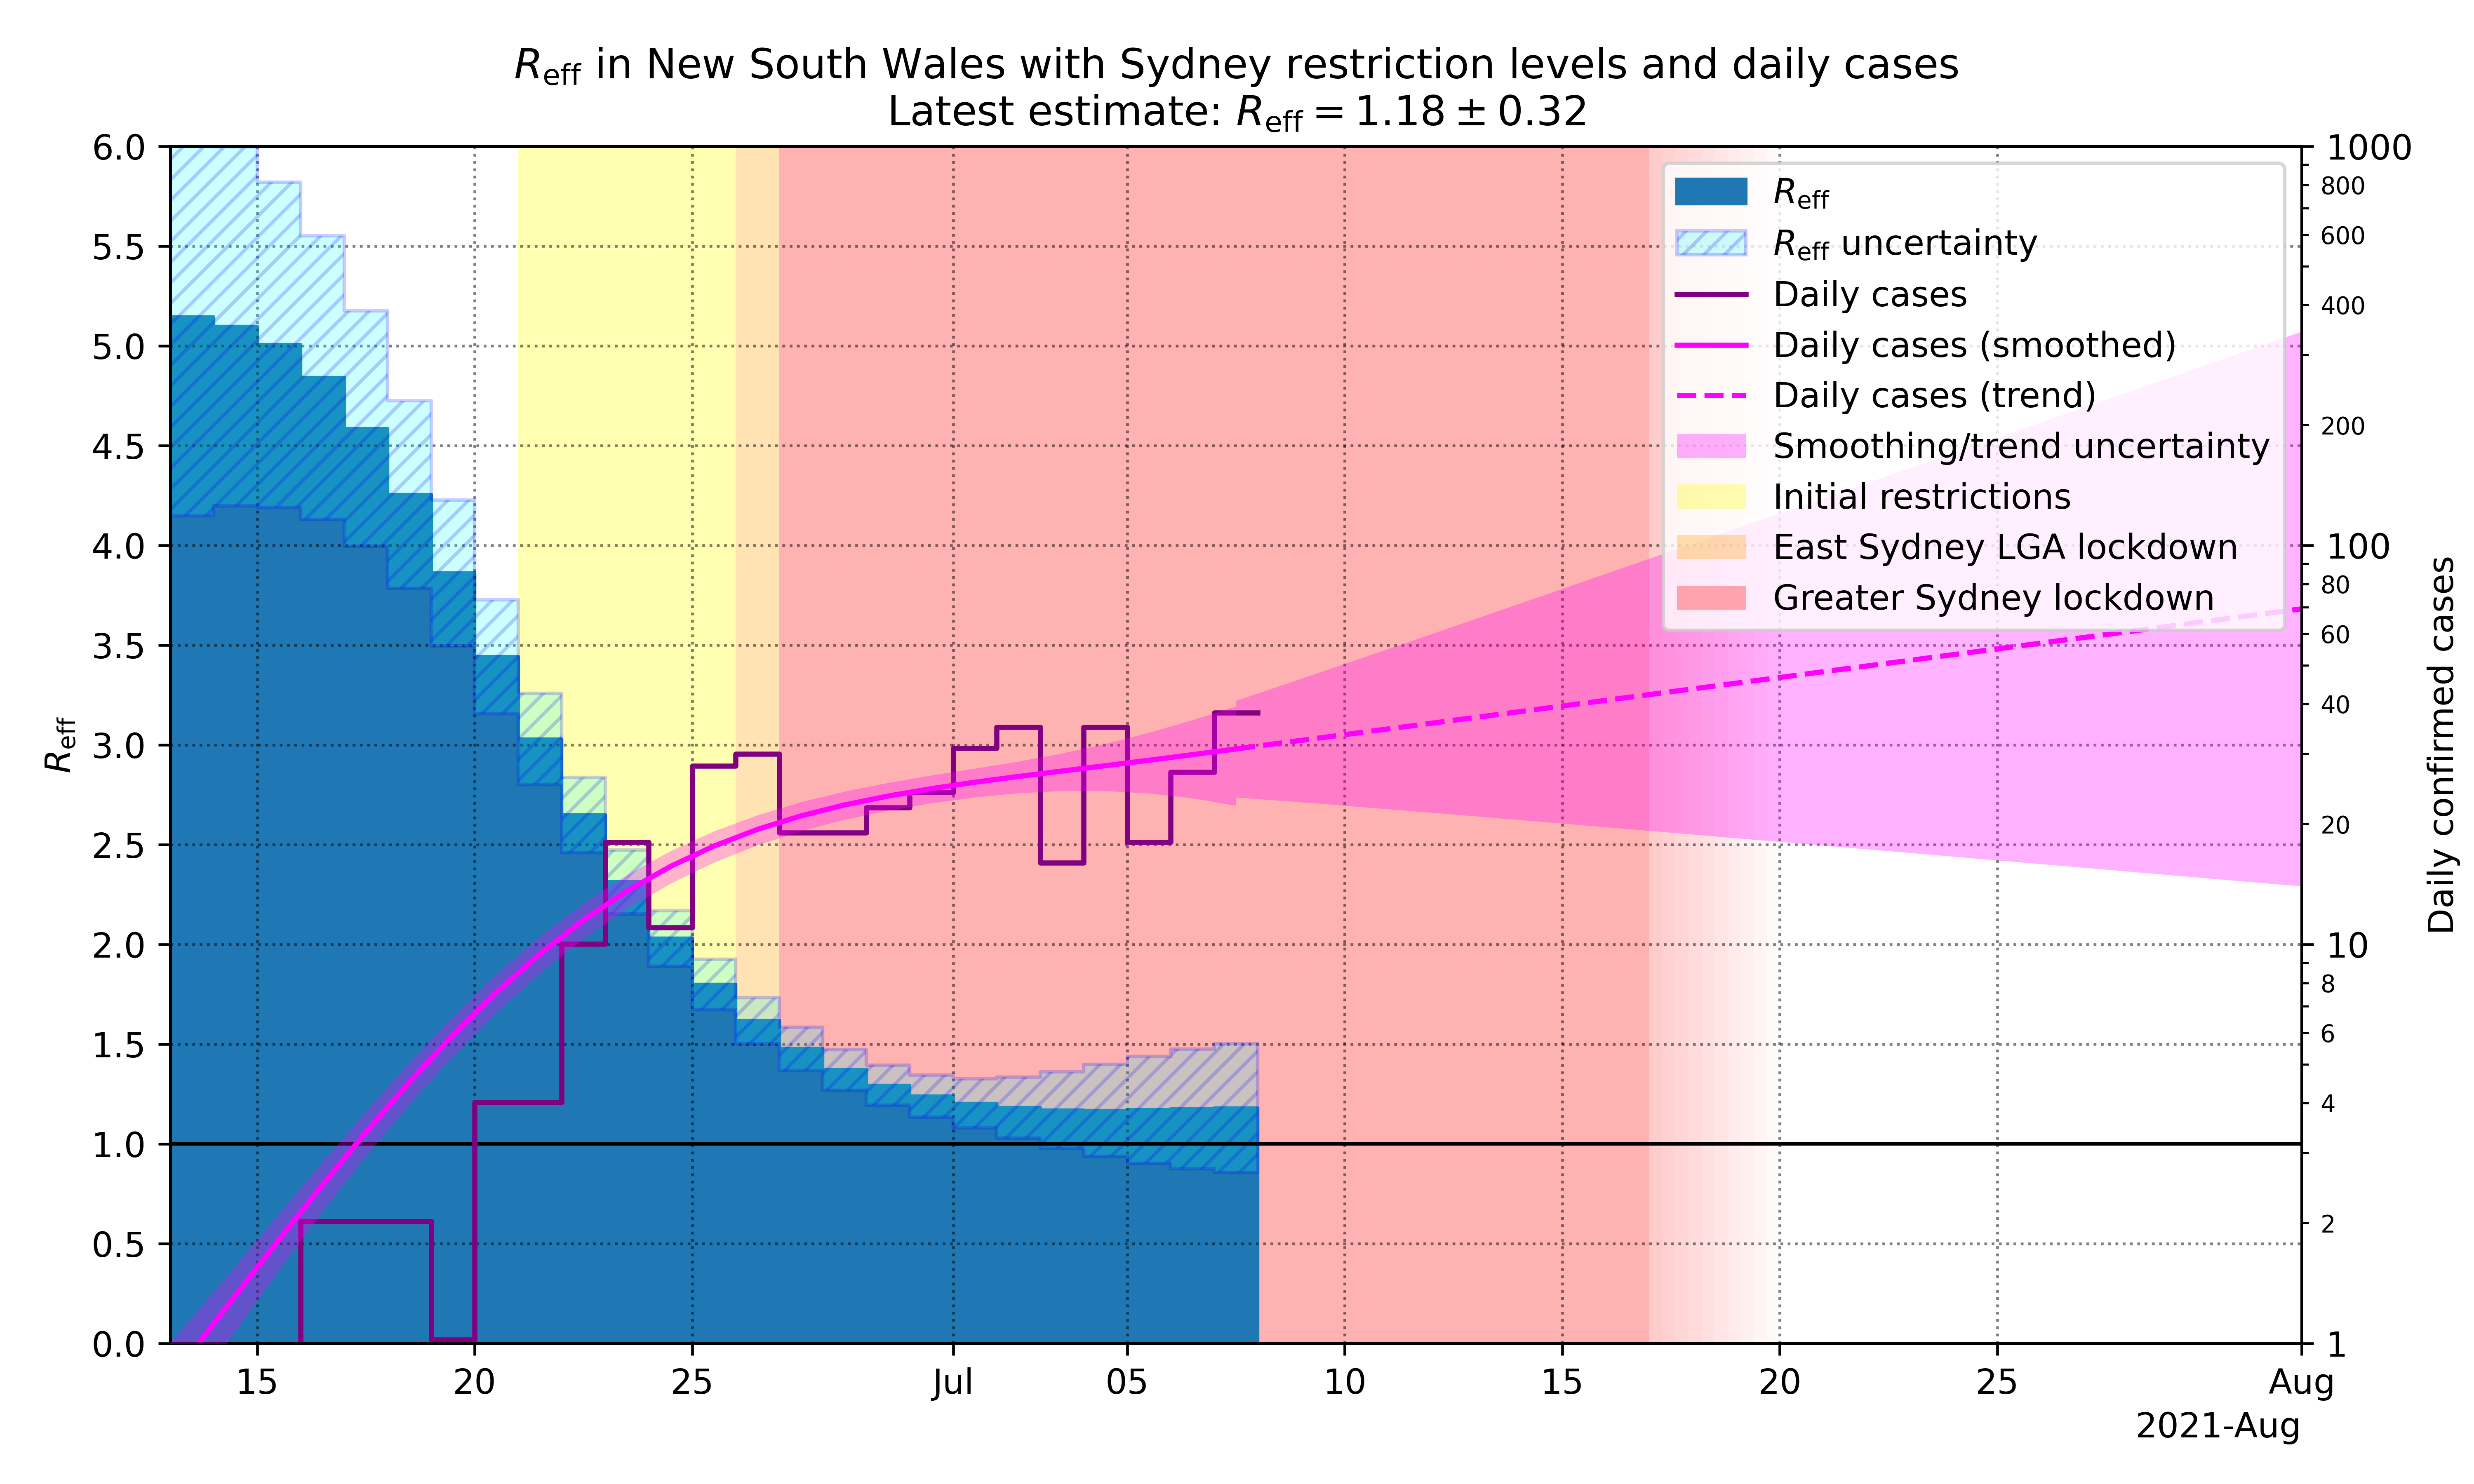 R_eff in New South Wales with Sydney restriction levels and daily cases
Latest estimate: R_eff = 1.18 ± 0.32
6.0
5.5
5.0
4.5
4.0
3.5
3.0
2.5
2.0
1.5
1.0
0.5
0.0
R_eff
R_eff
R_eff uncertainty
Daily cases
Daily cases (smoothed)
Daily cases (trend)
Smoothing/trend uncertainty
Initial restrictions
East Sydney LGA lockdown
Greater Sydney lockdown
1000
800
600
400
200
100
80
60
40
20
10
8
6
4
2
1
Daily confirmed cases
15 20 25 Jul 05 10 15 20 25 Aug
2021-Aug